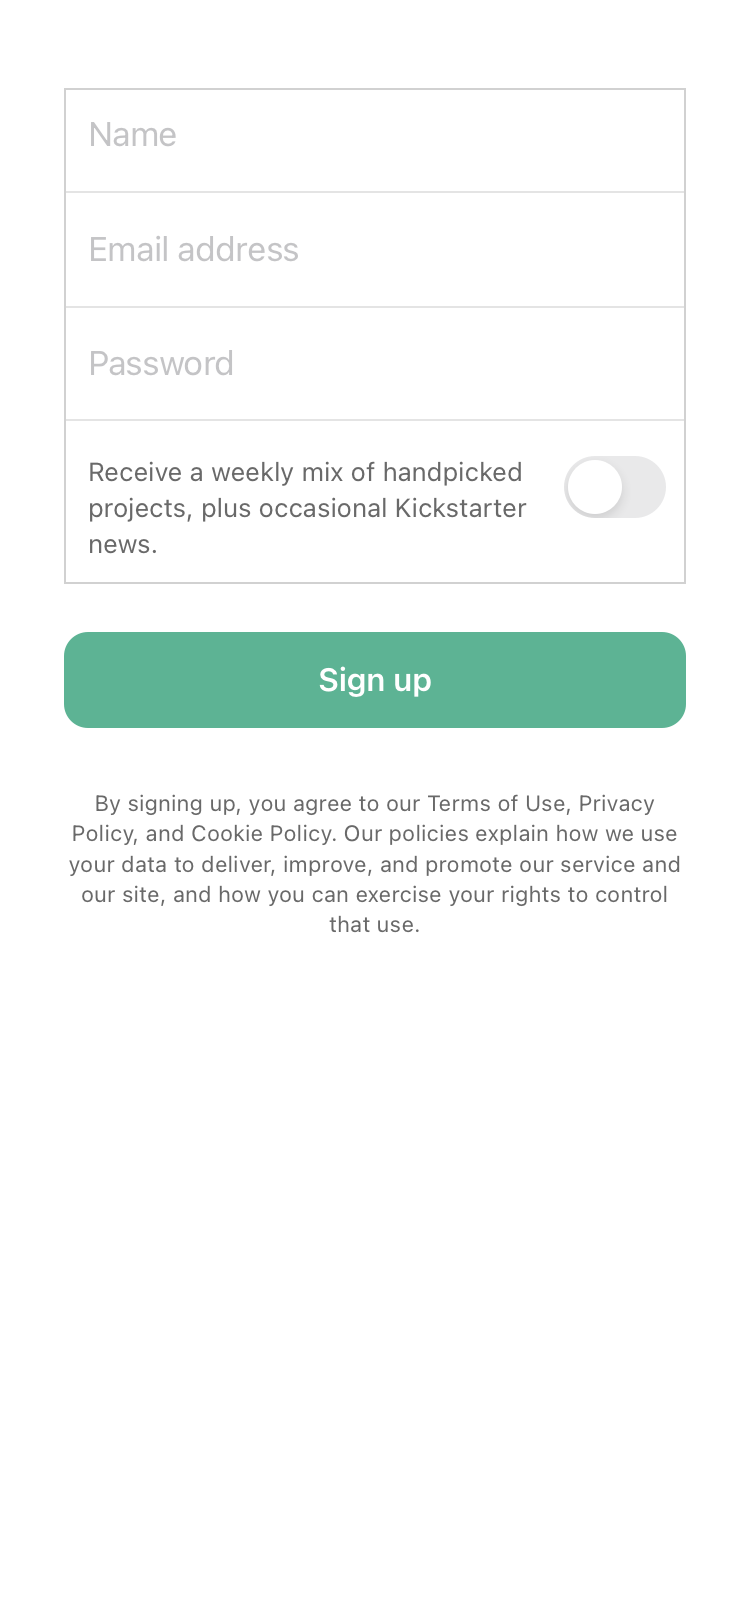 Name
Email address
Password
Receive a weekly mix of handpicked
projects, plus occasional Kickstarter
news.
Sign up
By signing up, you agree to our Terms of Use, Privacy
Policy, and Cookie Policy. Our policies explain how we use
your data to deliver, improve, and promote our service and
our site, and how you can exercise your rights to control
that use.